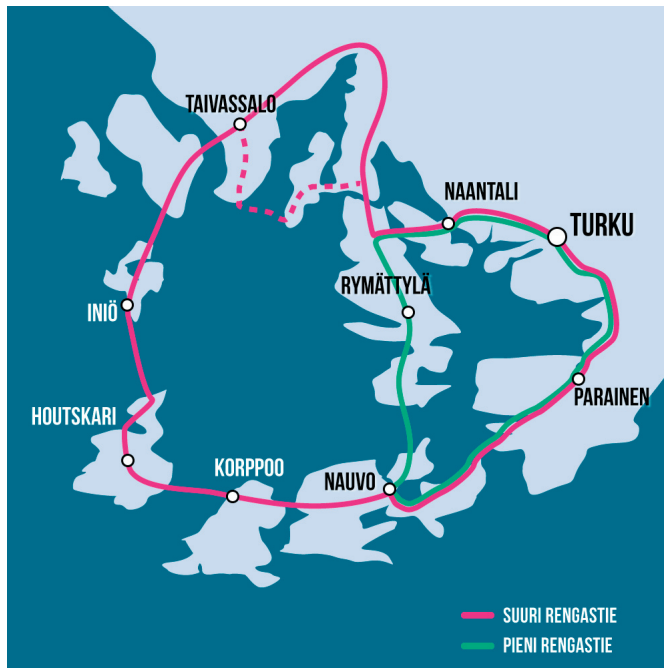 TAIVASSALO
NAANTALI
TURKU
RYMÄTTYLÄ
INIÖ
PARAINEN
HOUTSKARI
KORPPOO
NAUVO
SUURI RENGASTIE
PIENI RENGASTIE